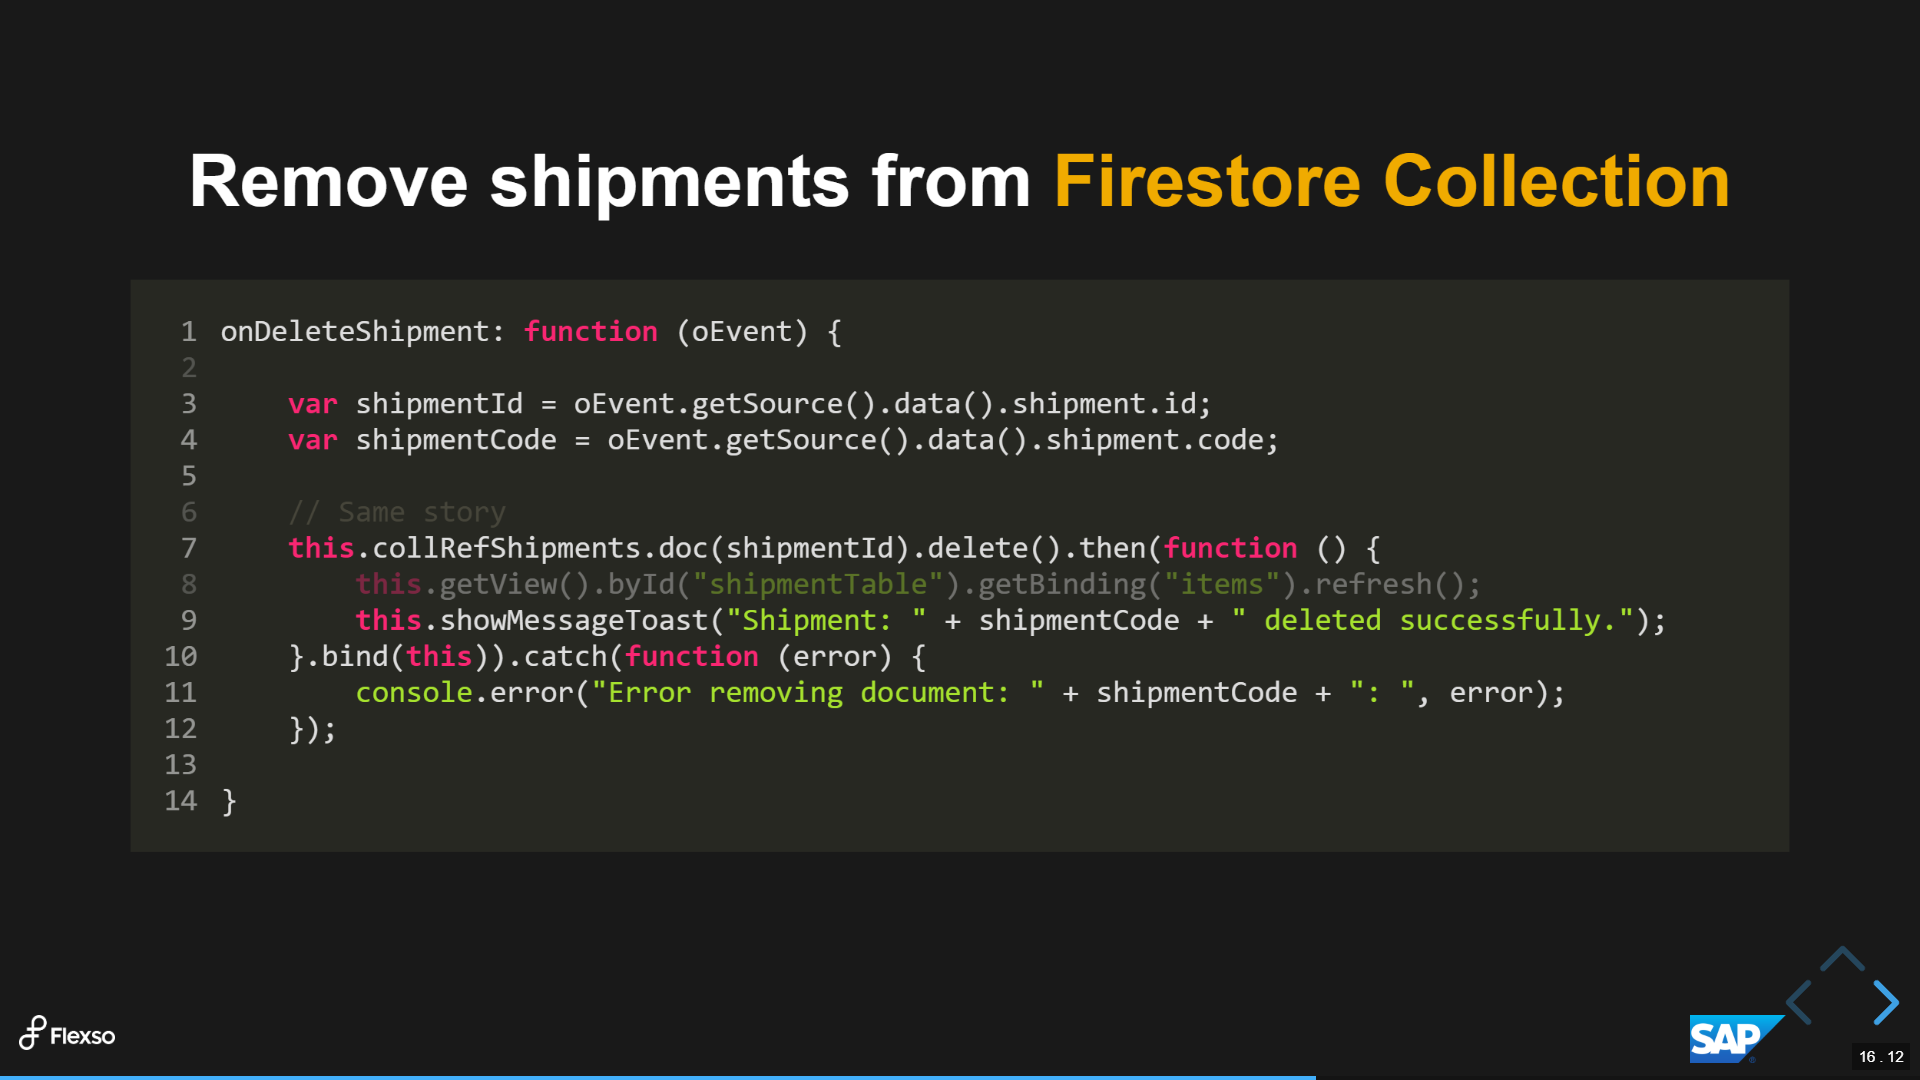 Remove shipments from Firestore Collection
1 onDeleteShipment: function (oEvent) {
2
3     var shipmentId = oEvent.getSource().data().shipment.id;
4     var shipmentCode = oEvent.getSource().data().shipment.code;
5
6     // Same story
7     this.collRefShipments.doc(shipmentId).delete().then(function () {
8         this.getView().byId("shipmentTable").getBinding("items").refresh();
9         this.showMessageToast("Shipment: " + shipmentCode + " deleted successfully.");
10     }.bind(this)).catch(function (error) {
11         console.error("Error removing document: " + shipmentCode + ": ", error);
12     });
13
14 }
Flexso
SAP
16 . 12